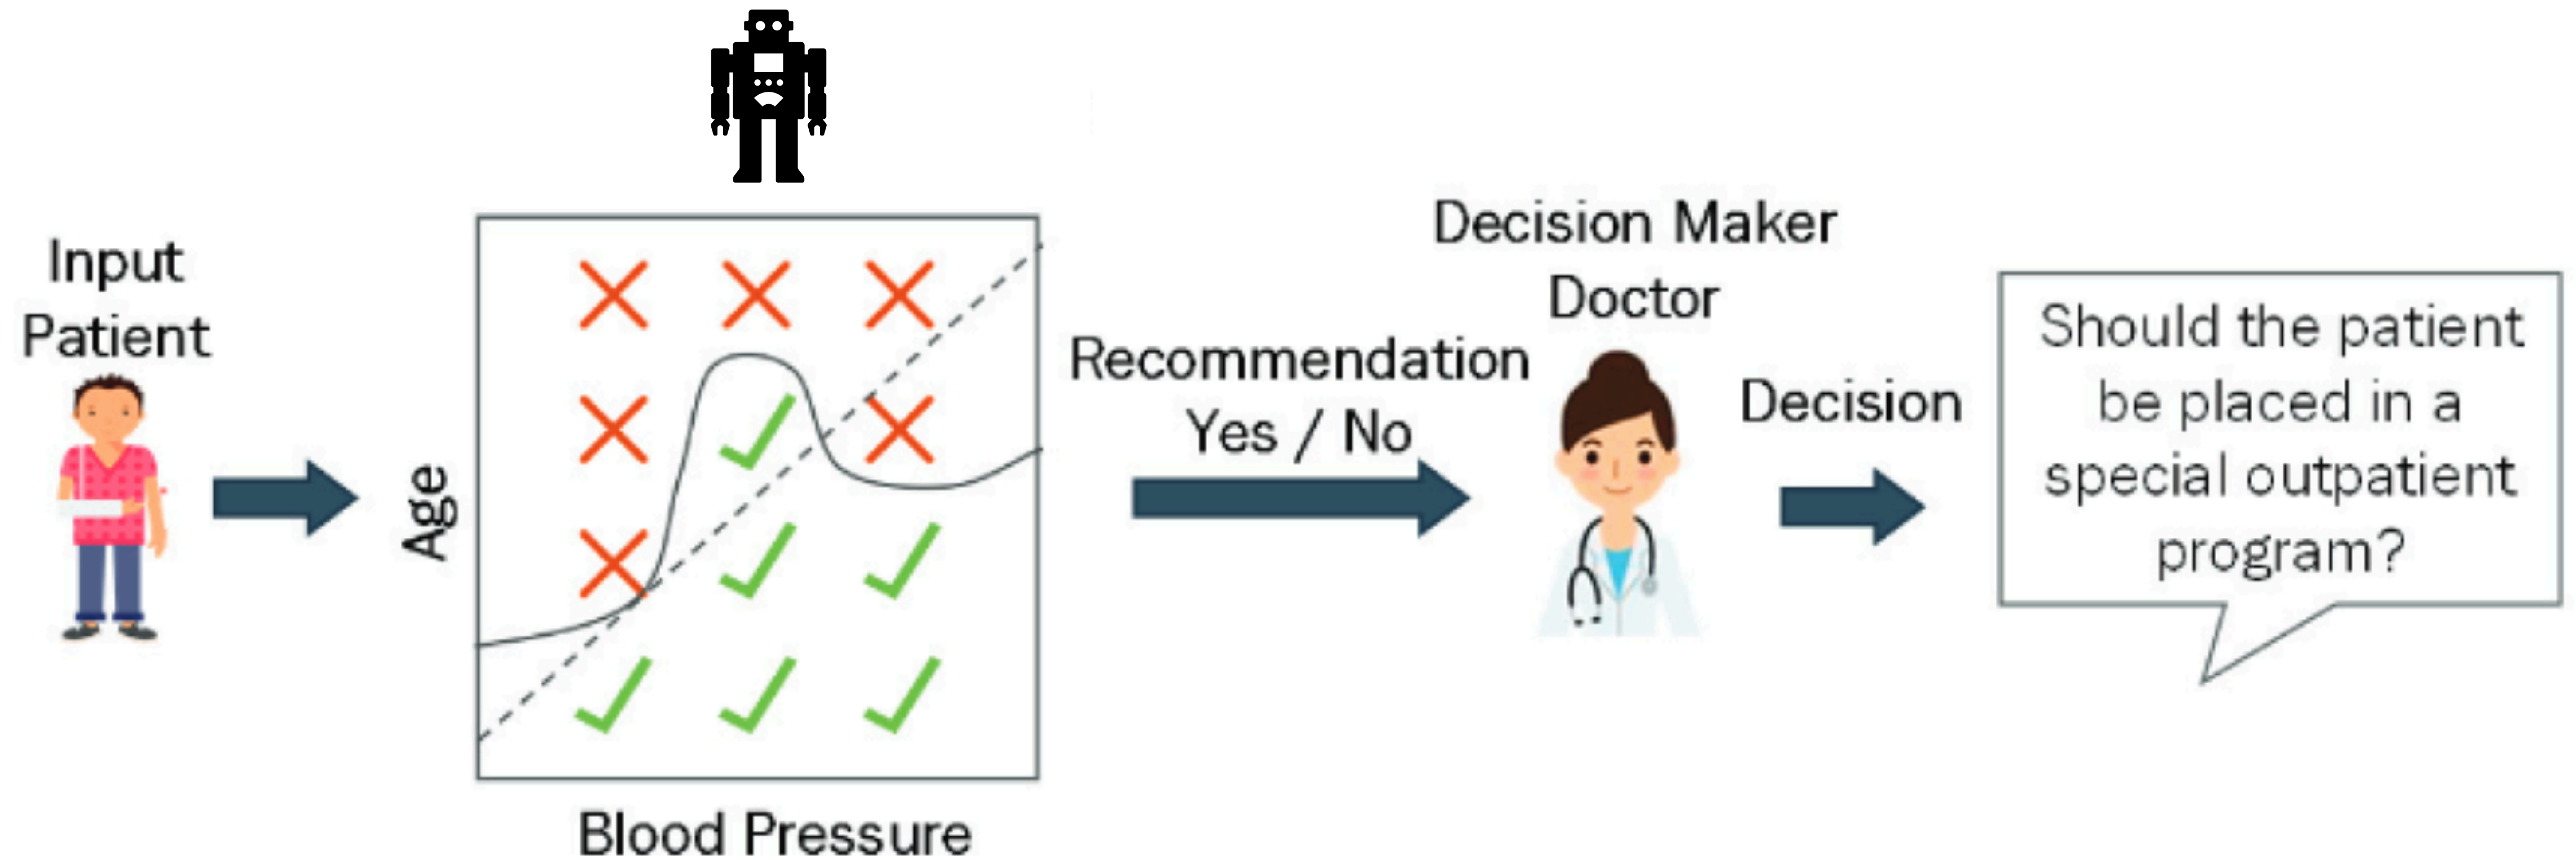 Input
Patient
Age
Blood Pressure
Recommendation
Yes / No
Decision Maker
Doctor
Decision
Should the patient
be placed in a
special outpatient
program?